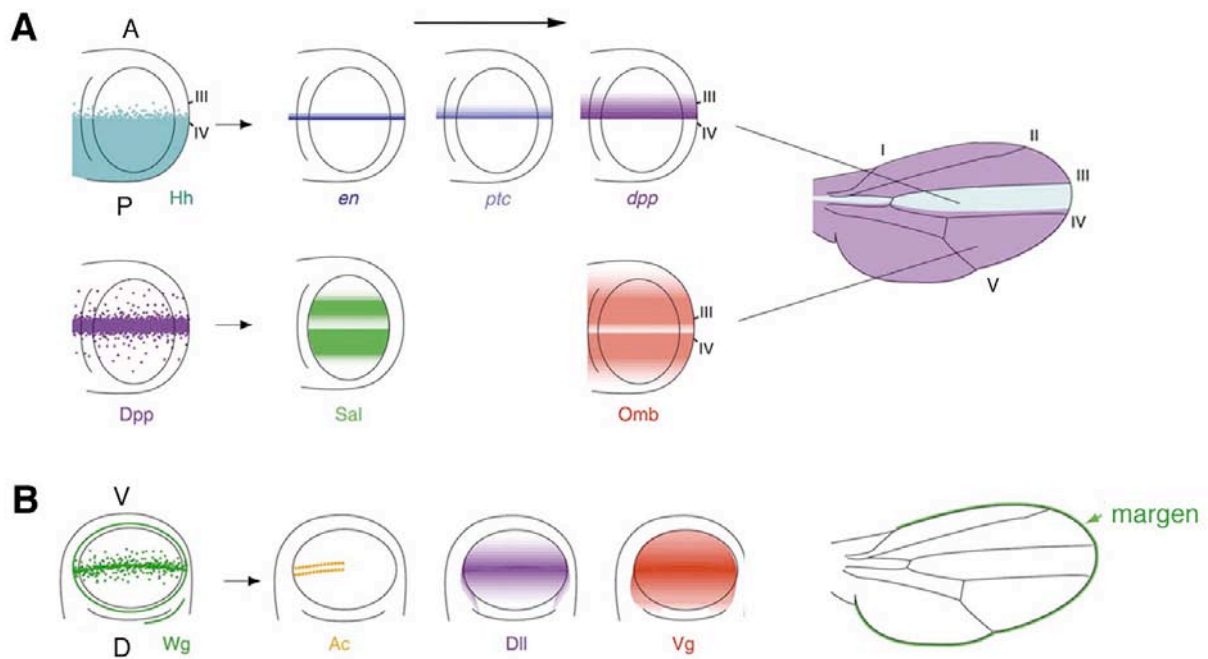 A
A
III
IV
P
Hh
en
ptc
dpp
III
IV
I
II
III
IV
V
Dpp
Sal
Omb
III
IV
B
V
D
Wg
Ac
Dll
Vg
margen